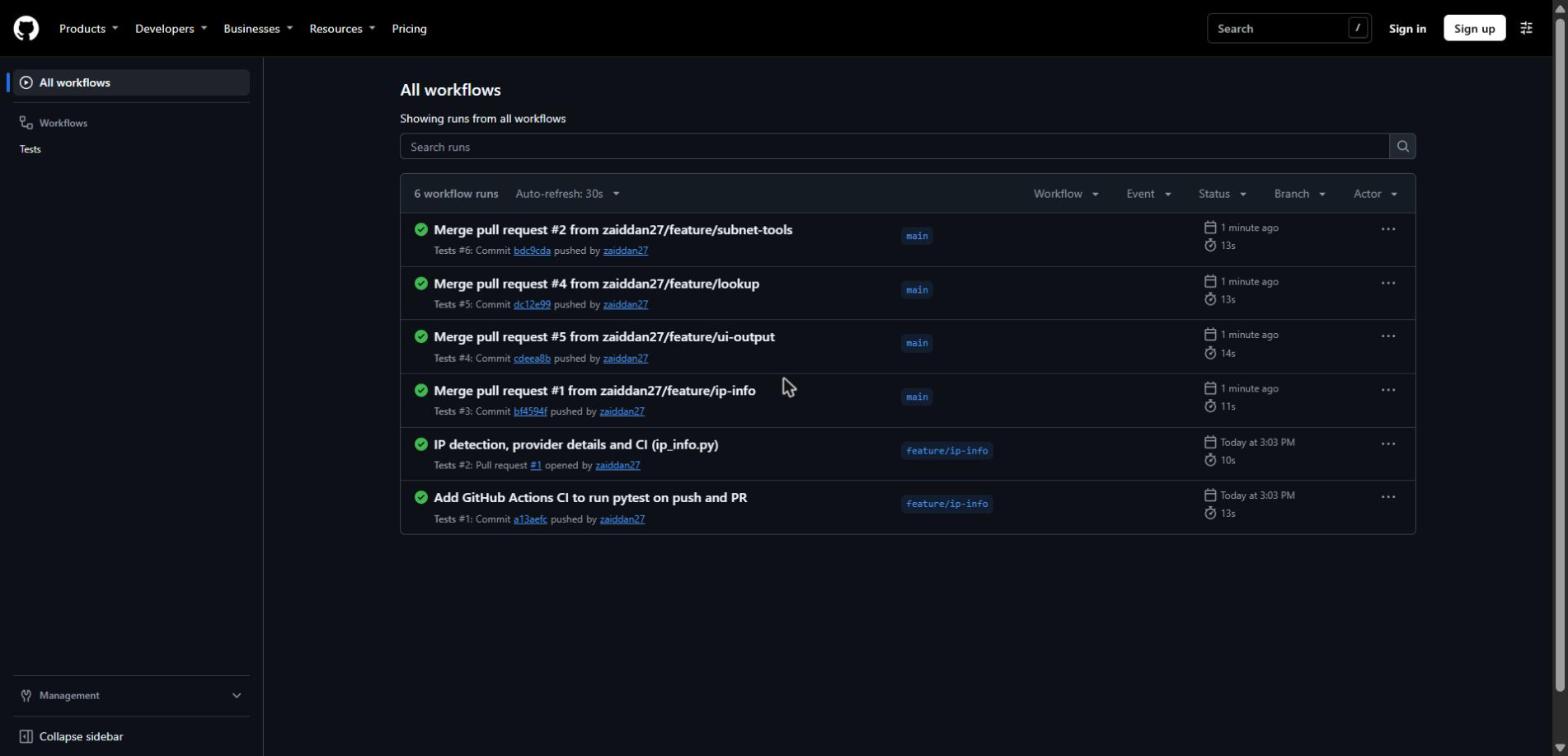 Products Developers Businesses Resources Pricing Search / Sign in Sign up
All workflows
Workflows
Tests
Management
Collapse sidebar
All workflows
Showing runs from all workflows
Search runs
6 workflow runs Auto-refresh: 30s Workflow Event Status Branch Actor
Merge pull request #2 from zaiddan27/feature/subnet-tools main 1 minute ago
Tests #6: Commit bdc9cda pushed by zaiddan27 13s
Merge pull request #4 from zaiddan27/feature/lookup main 1 minute ago
Tests #5: Commit dc12e99 pushed by zaiddan27 13s
Merge pull request #5 from zaiddan27/feature/ui-output main 1 minute ago
Tests #4: Commit cdeea8b pushed by zaiddan27 14s
Merge pull request #1 from zaiddan27/feature/ip-info main 1 minute ago
Tests #3: Commit bf4594f pushed by zaiddan27 11s
IP detection, provider details and CI (ip_info.py) feature/ip-info Today at 3:03 PM
Tests #2: Pull request #1 opened by zaiddan27 10s
Add GitHub Actions CI to run pytest on push and PR feature/ip-info Today at 3:03 PM
Tests #1: Commit a13aefc pushed by zaiddan27 13s